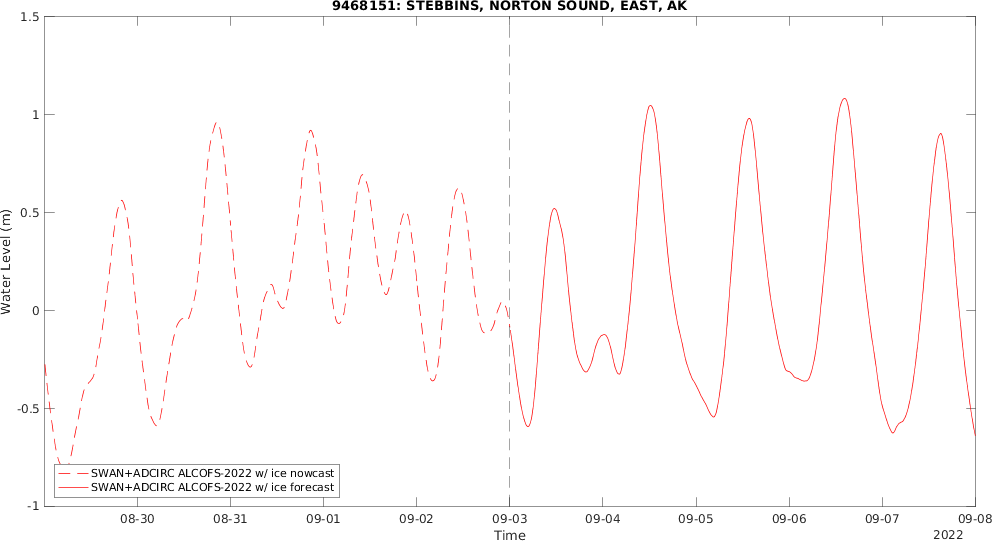 9468151: STEBBINS, NORTON SOUND, EAST, AK
1.5
1
0.5
0
-0.5
-1
Water Level (m)
SWAN+ADCIRC ALCOFS-2022 w/ ice nowcast
SWAN+ADCIRC ALCOFS-2022 w/ ice forecast
08-30 08-31 09-01 09-02 09-03 09-04 09-05 09-06 09-07 09-08
Time
2022